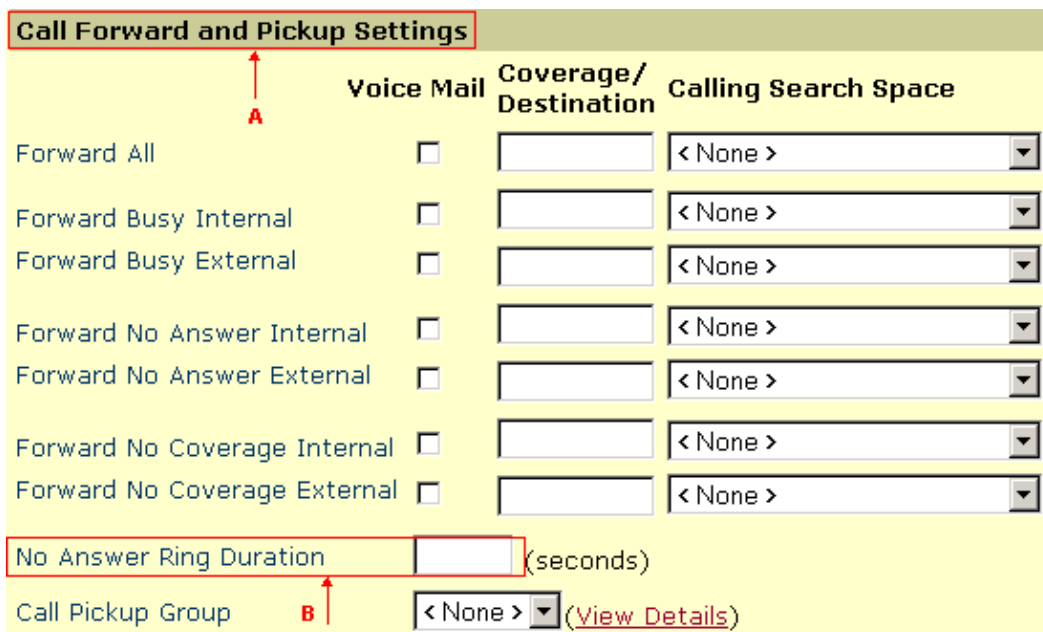 Call Forward and Pickup Settings
A
Voice Mail Coverage/ Destination Calling Search Space
Forward All < None >
Forward Busy Internal < None >
Forward Busy External < None >
Forward No Answer Internal < None >
Forward No Answer External < None >
Forward No Coverage Internal < None >
Forward No Coverage External < None >
No Answer Ring Duration (seconds)
B
Call Pickup Group < None > (View Details)